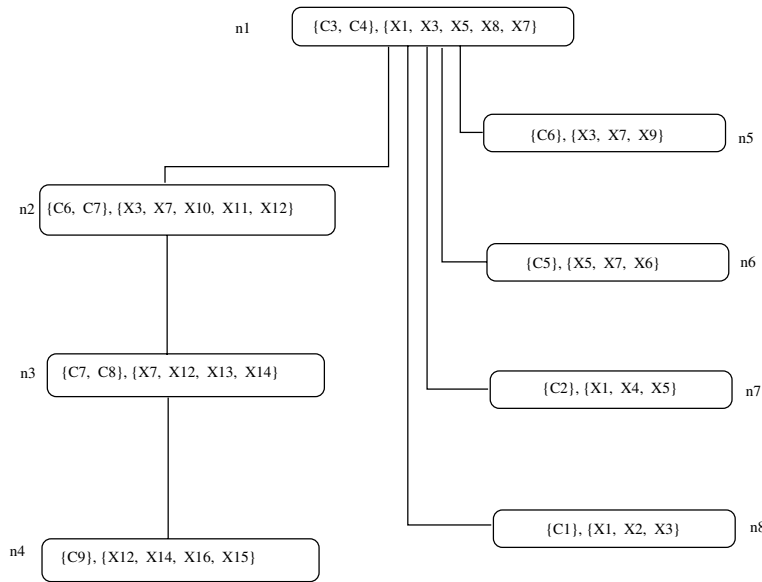 n1 {C3, C4}, {X1, X3, X5, X8, X7}
{C6}, {X3, X7, X9} n5
n2 {C6, C7}, {X3, X7, X10, X11, X12}
{C5}, {X5, X7, X6} n6
n3 {C7, C8}, {X7, X12, X13, X14}
{C2}, {X1, X4, X5} n7
{C1}, {X1, X2, X3} n8
n4 {C9}, {X12, X14, X16, X15}